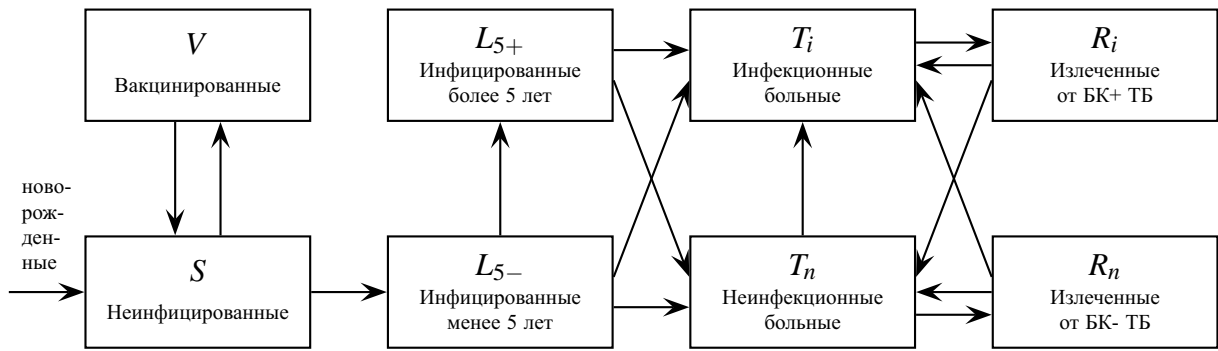 V
Вакцинированные
L5+
Инфицированные
более 5 лет
Ti
Инфекционные
больные
Ri
Излеченные
от БК+ ТБ
ново-
рож-
ден-
ные
S
Неинфицированные
L5−
Инфицированные
менее 5 лет
Tn
Неинфекционные
больные
Rn
Излеченные
от БК- ТБ